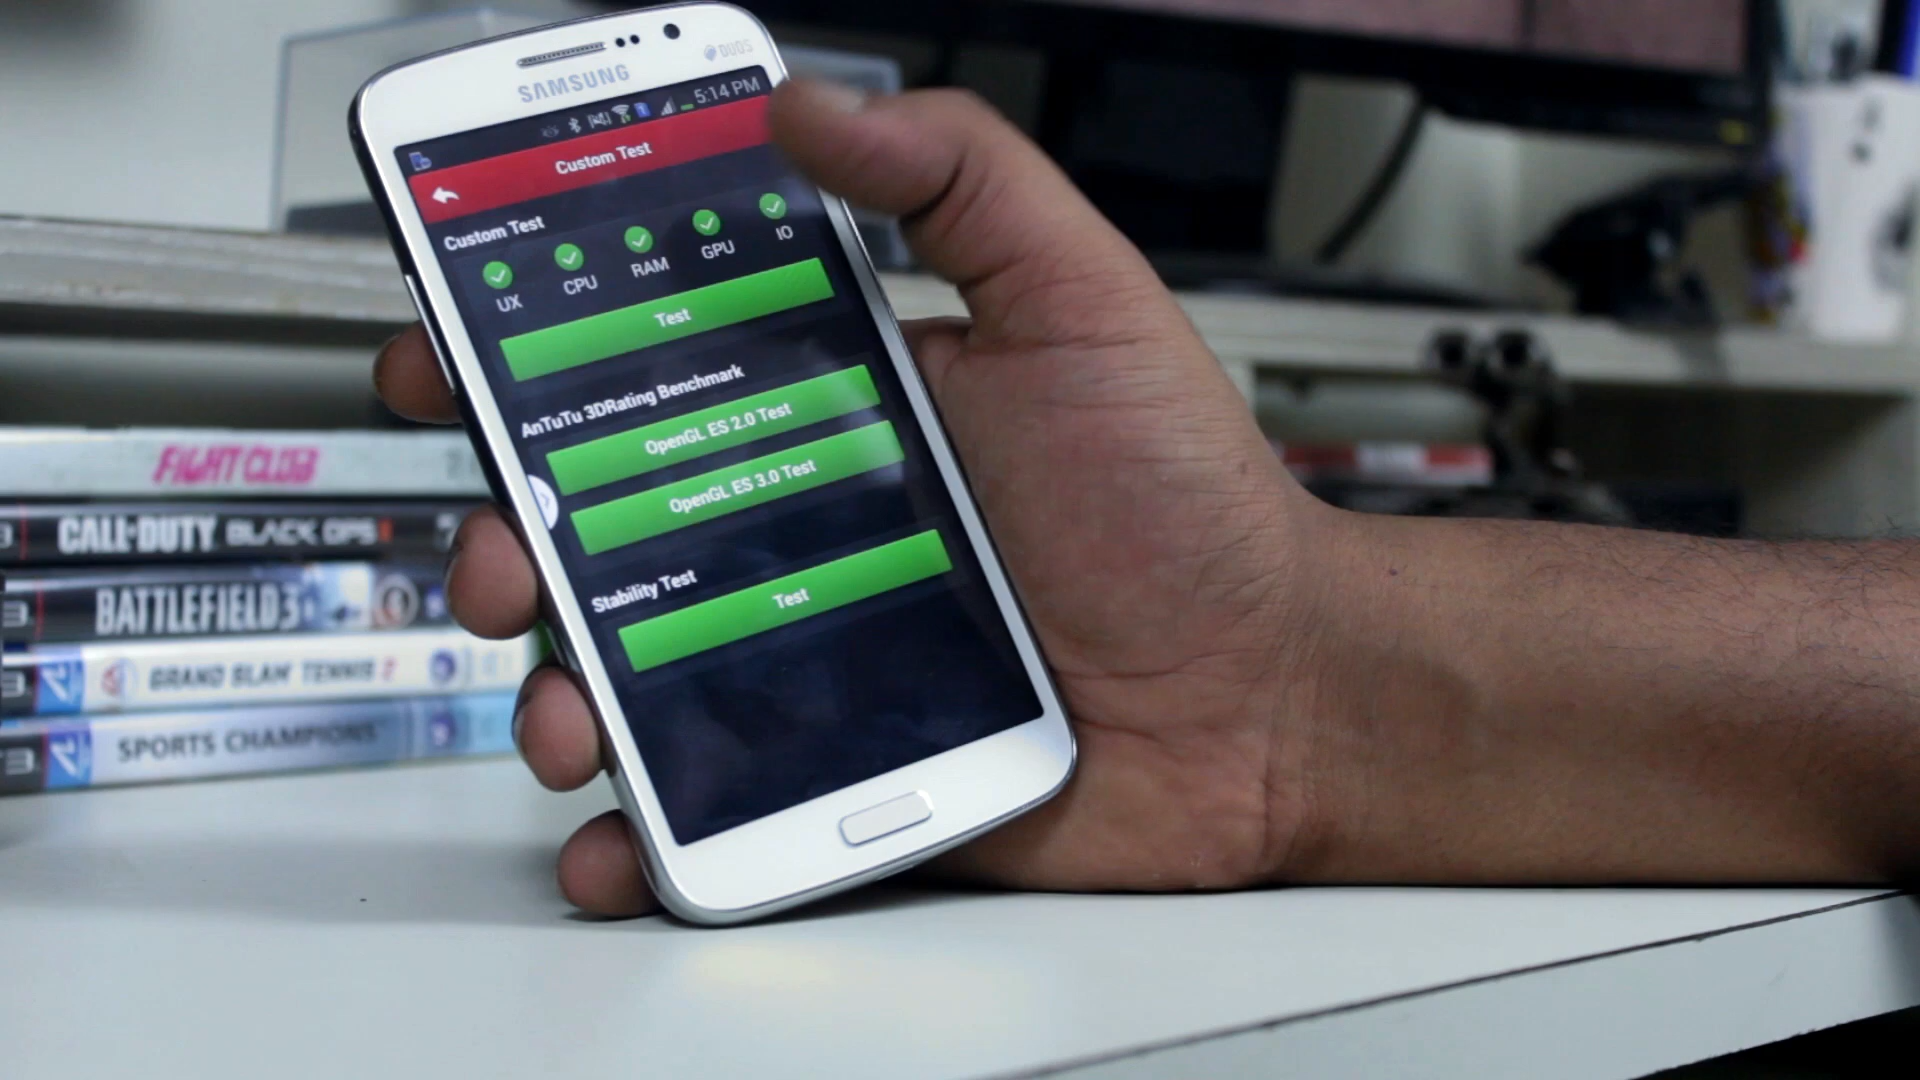 DUOS
SAMSUNG
5:14 PM
Custom Test
Custom Test
UX
CPU
RAM
GPU
IO
Test
AnTuTu 3DRating Benchmark
OpenGL ES 2.0 Test
OpenGL ES 3.0 Test
Stability Test
Test
FIGHT CLUB
CALL OF DUTY BLACK OPS
BATTLEFIELD 3
GRAND SLAM TENNIS 2
SPORTS CHAMPIONS